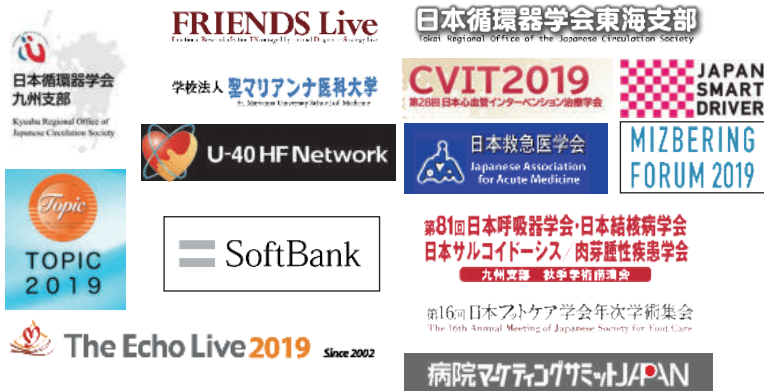 日本循環器学会
九州支部
Kyushu Regional Office of
Japanese Circulation Society
FRIENDS Live
日本循環器学会東海支部
Tokai Regional Office of the Japanese Circulation Society
学校法人 聖マリアンナ医科大学
St. Marianna University School of Medicine
CVIT2019
第28回 日本心血管インターベンション治療学会
JAPAN
SMART
DRIVER
U-40 HF Network
日本救急医学会
Japanese Association
for Acute Medicine
MIZBERING
FORUM 2019
Topic
TOPIC
2019
SoftBank
第81回 日本呼吸器学会・日本結核病学会
日本サルコイドーシス/肉芽腫性疾患学会
九州支部 秋季学術講演会
第16回 日本フットケア学会年次学術集会
The 16th Annual Meeting of Japanese Society for Foot Care
The Echo Live 2019 Since 2002
病院マーケティングサミットJAPAN